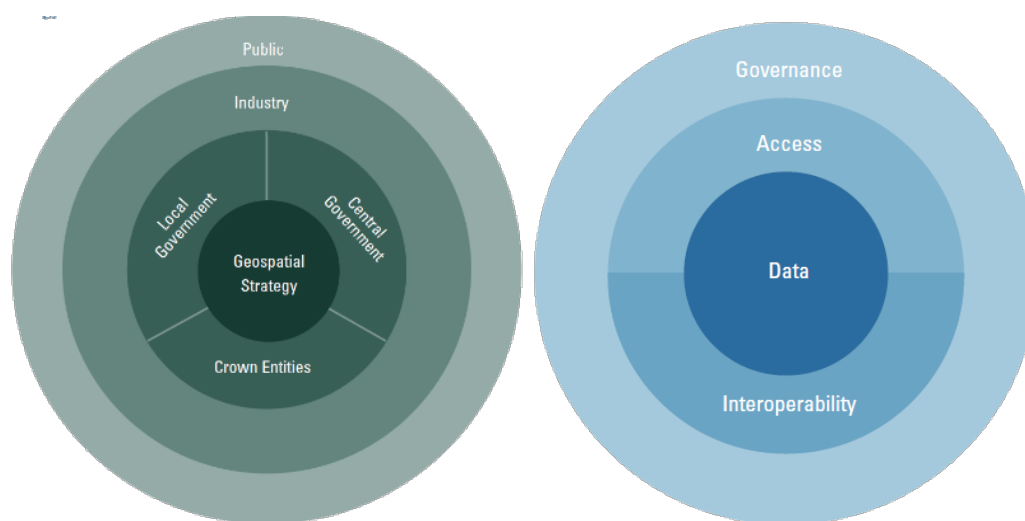 Public
Industry
Local
Government
Central
Government
Geospatial
Strategy
Crown Entities
Governance
Access
Data
Interoperability